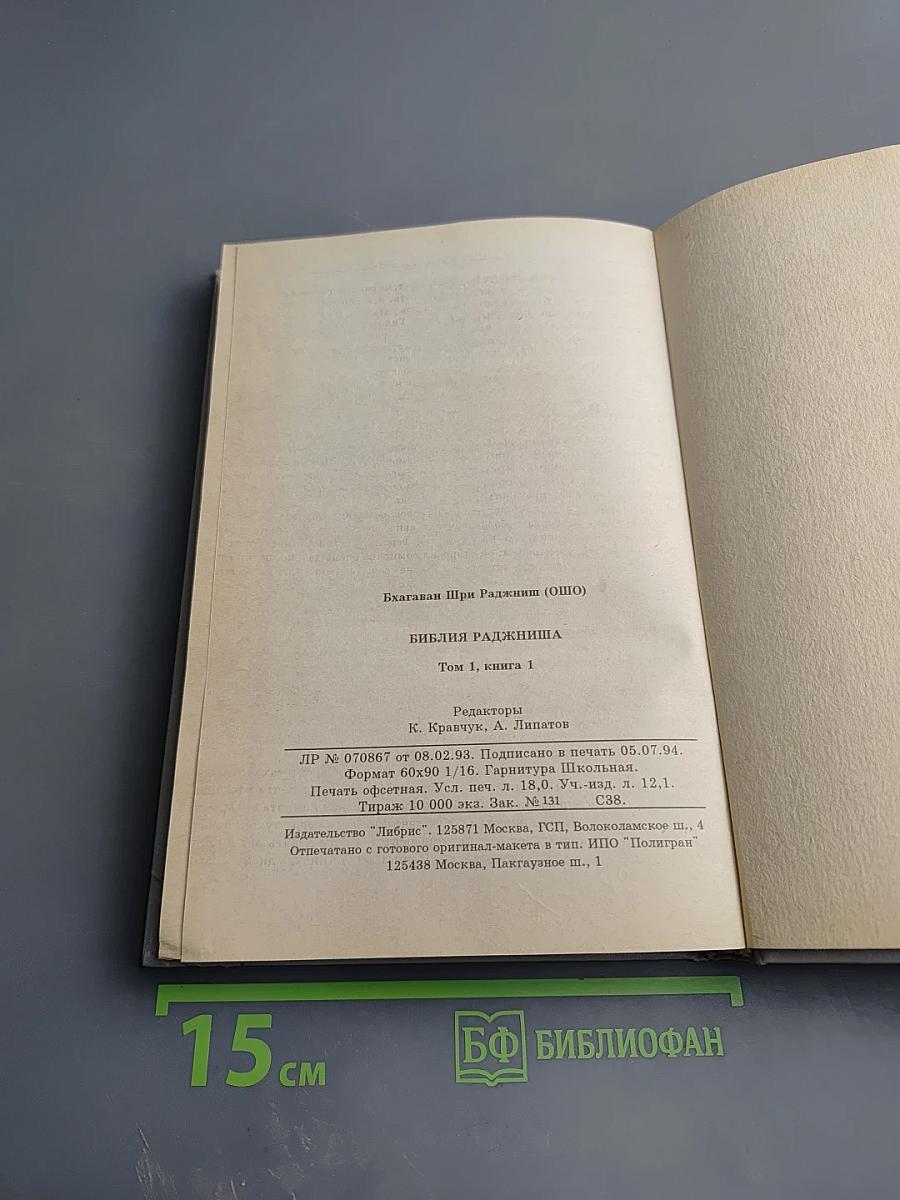 Бхагаван Шри Раджниш (ОШО)
БИБЛИЯ РАДЖНИША
Том 1, книга 1
Редакторы
К. Кравчук, А. Липатов
ЛР № 070867 от 08.02.93. Подписано в печать 05.07.94.
Формат 60х90 1/16. Гарнитура Школьная.
Печать офсетная. Усл. печ. л. 18,0. Уч.-изд. л. 12,1.
Тираж 10 000 экз. Зак. № 131 С38.
Издательство "Либрис". 125871 Москва, ГСП, Волоколамское ш., 4
Отпечатано с готового оригинал-макета в тип. ИПО "Полигран"
125438 Москва, Пакгаузное ш., 1
15 см
БФ БИБЛИОФАН